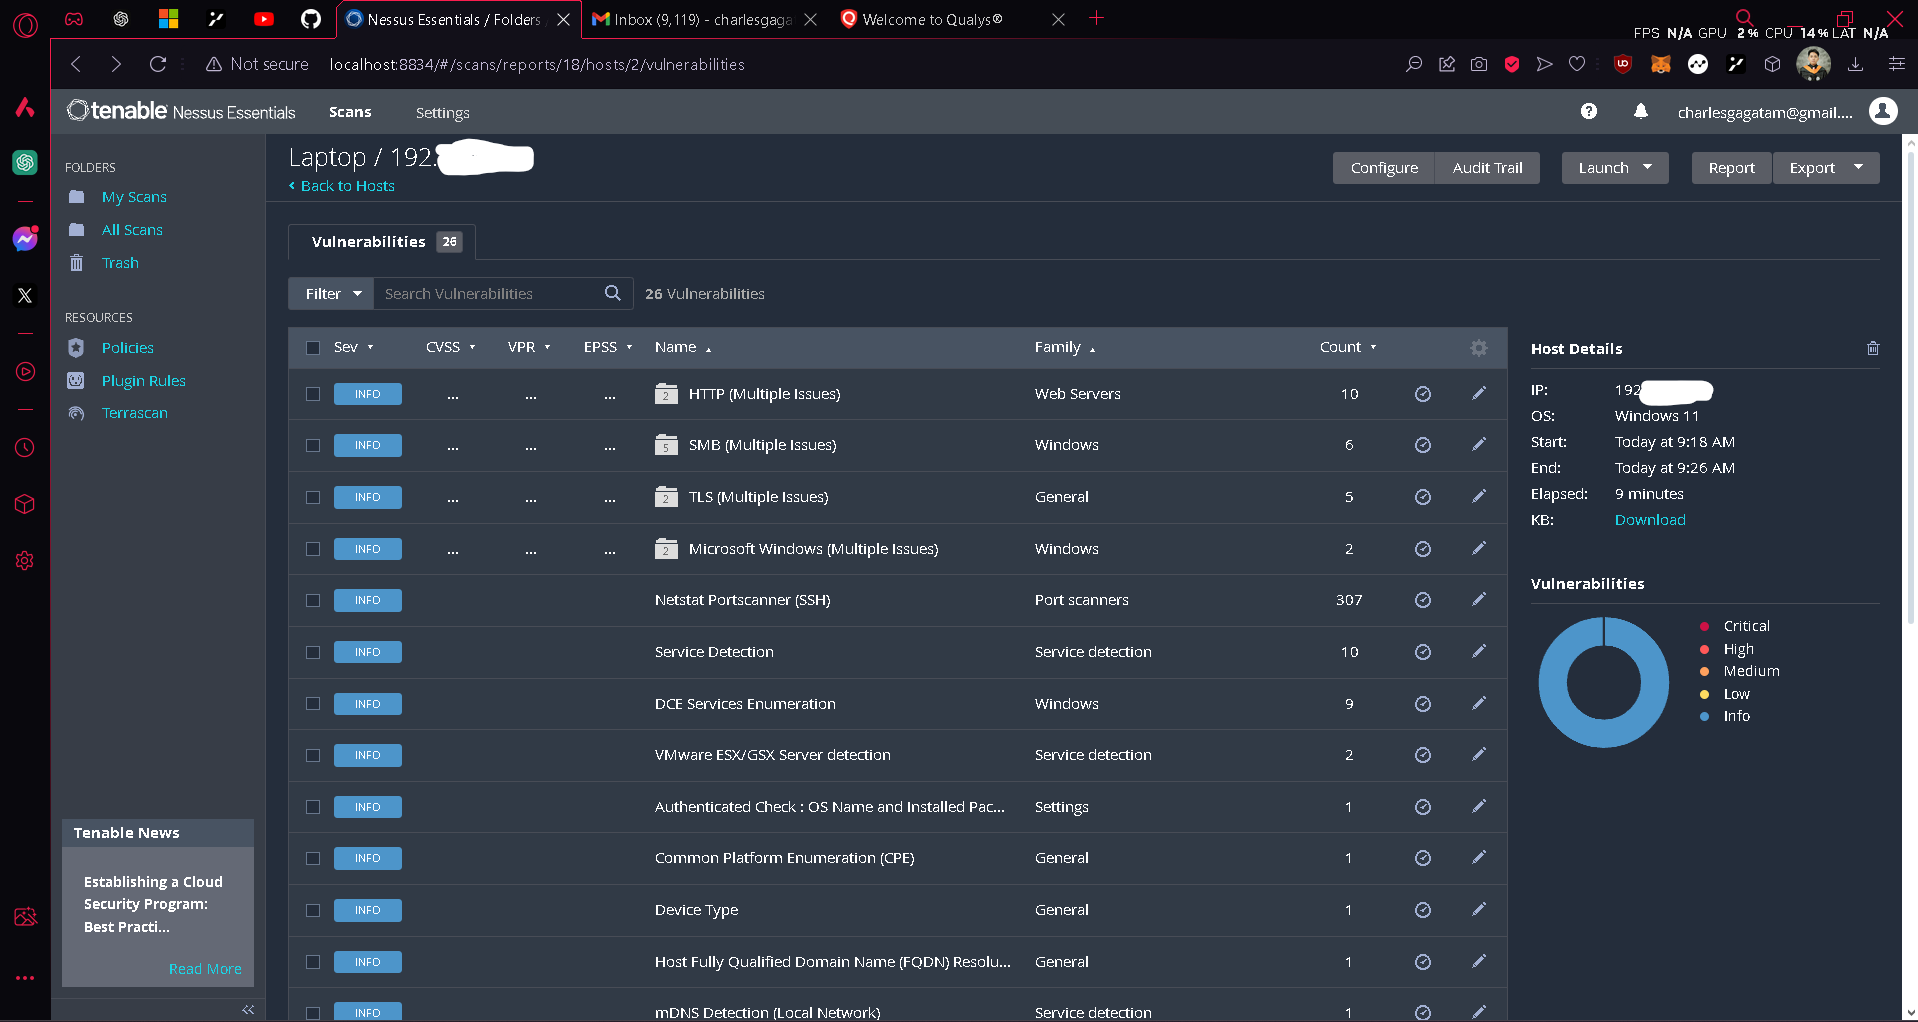 Nessus Essentials / Folders
Inbox (9,119) - charlesgaga
Welcome to Qualys®
FPS N/A GPU 2% CPU 14% LAT N/A
Not secure localhost:8834/#/scans/reports/18/hosts/2/vulnerabilities
tenable Nessus Essentials
Scans
Settings
charlesgagatam@gmail....
FOLDERS
My Scans
All Scans
Trash
RESOURCES
Policies
Plugin Rules
Terrascan
Tenable News
Establishing a Cloud
Security Program:
Best Practi...
Read More
Laptop / 192.
Back to Hosts
Configure
Audit Trail
Launch
Report
Export
Vulnerabilities 26
Filter
Search Vulnerabilities
26 Vulnerabilities
Sev CVSS VPR EPSS Name Family Count
INFO ... ... ... 2 HTTP (Multiple Issues) Web Servers 10
INFO ... ... ... 5 SMB (Multiple Issues) Windows 6
INFO ... ... ... 2 TLS (Multiple Issues) General 5
INFO ... ... ... 2 Microsoft Windows (Multiple Issues) Windows 2
INFO Netstat Portscanner (SSH) Port scanners 307
INFO Service Detection Service detection 10
INFO DCE Services Enumeration Windows 9
INFO VMware ESX/GSX Server detection Service detection 2
INFO Authenticated Check : OS Name and Installed Pac... Settings 1
INFO Common Platform Enumeration (CPE) General 1
INFO Device Type General 1
INFO Host Fully Qualified Domain Name (FQDN) Resolu... General 1
INFO mDNS Detection (Local Network) Service detection 1
Host Details
IP: 192
OS: Windows 11
Start: Today at 9:18 AM
End: Today at 9:26 AM
Elapsed: 9 minutes
KB: Download
Vulnerabilities
Critical
High
Medium
Low
Info